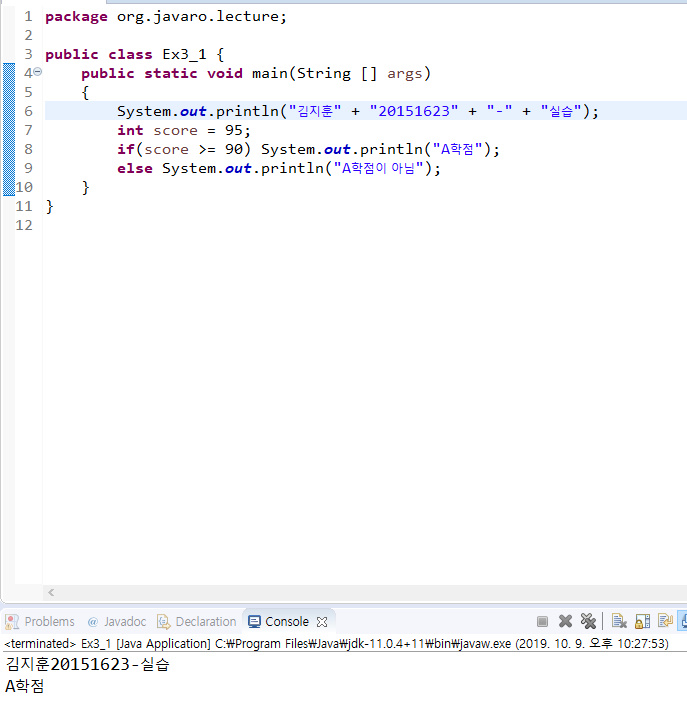 1 package org.javaro.lecture;
2
3 public class Ex3_1 {
4 public static void main(String [] args)
5 {
6 System.out.println("김지훈" + "20151623" + "-" + "실습");
7 int score = 95;
8 if(score >= 90) System.out.println("A학점");
9 else System.out.println("A학점이 아님");
10 }
11 }
12
Problems @ Javadoc Declaration Console
<terminated> Ex3_1 [Java Application] C:₩Program Files₩Java₩jdk-11.0.4+11₩bin₩javaw.exe (2019. 10. 9. 오후 10:27:53)
김지훈20151623-실습
A학점